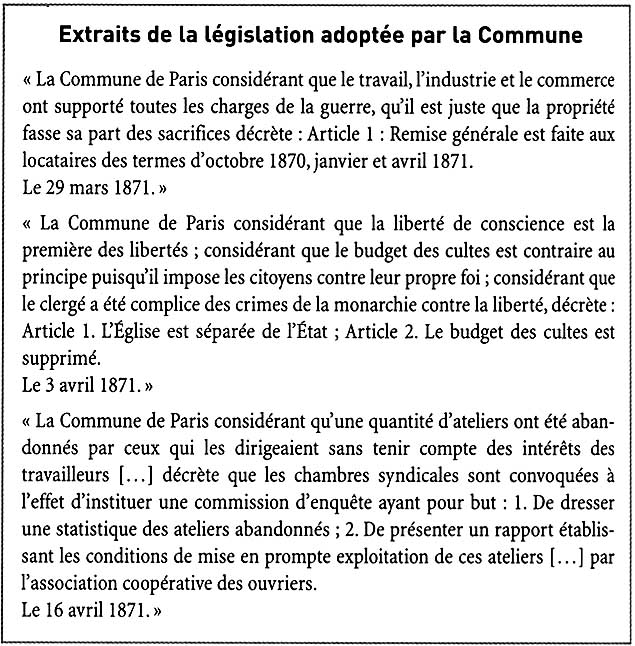 Extraits de la législation adoptée par la Commune
« La Commune de Paris considérant que le travail, l'industrie et le commerce
ont supporté toutes les charges de la guerre, qu'il est juste que la propriété
fasse sa part des sacrifices décrète : Article 1 : Remise générale est faite aux
locataires des termes d'octobre 1870, janvier et avril 1871.
Le 29 mars 1871. »
« La Commune de Paris considérant que la liberté de conscience est la
première des libertés ; considérant que le budget des cultes est contraire au
principe puisqu'il impose les citoyens contre leur propre foi ; considérant que
le clergé a été complice des crimes de la monarchie contre la liberté, décrète :
Article 1. L'Église est séparée de l'État ; Article 2. Le budget des cultes est
supprimé.
Le 3 avril 1871. »
« La Commune de Paris considérant qu'une quantité d'ateliers ont été aban-
donnés par ceux qui les dirigeaient sans tenir compte des intérêts des
travailleurs […] décrète que les chambres syndicales sont convoquées à
l'effet d'instituer une commission d'enquête ayant pour but : 1. De dresser
une statistique des ateliers abandonnés ; 2. De présenter un rapport établis-
sant les conditions de mise en prompte exploitation de ces ateliers […] par
l'association coopérative des ouvriers.
Le 16 avril 1871. »